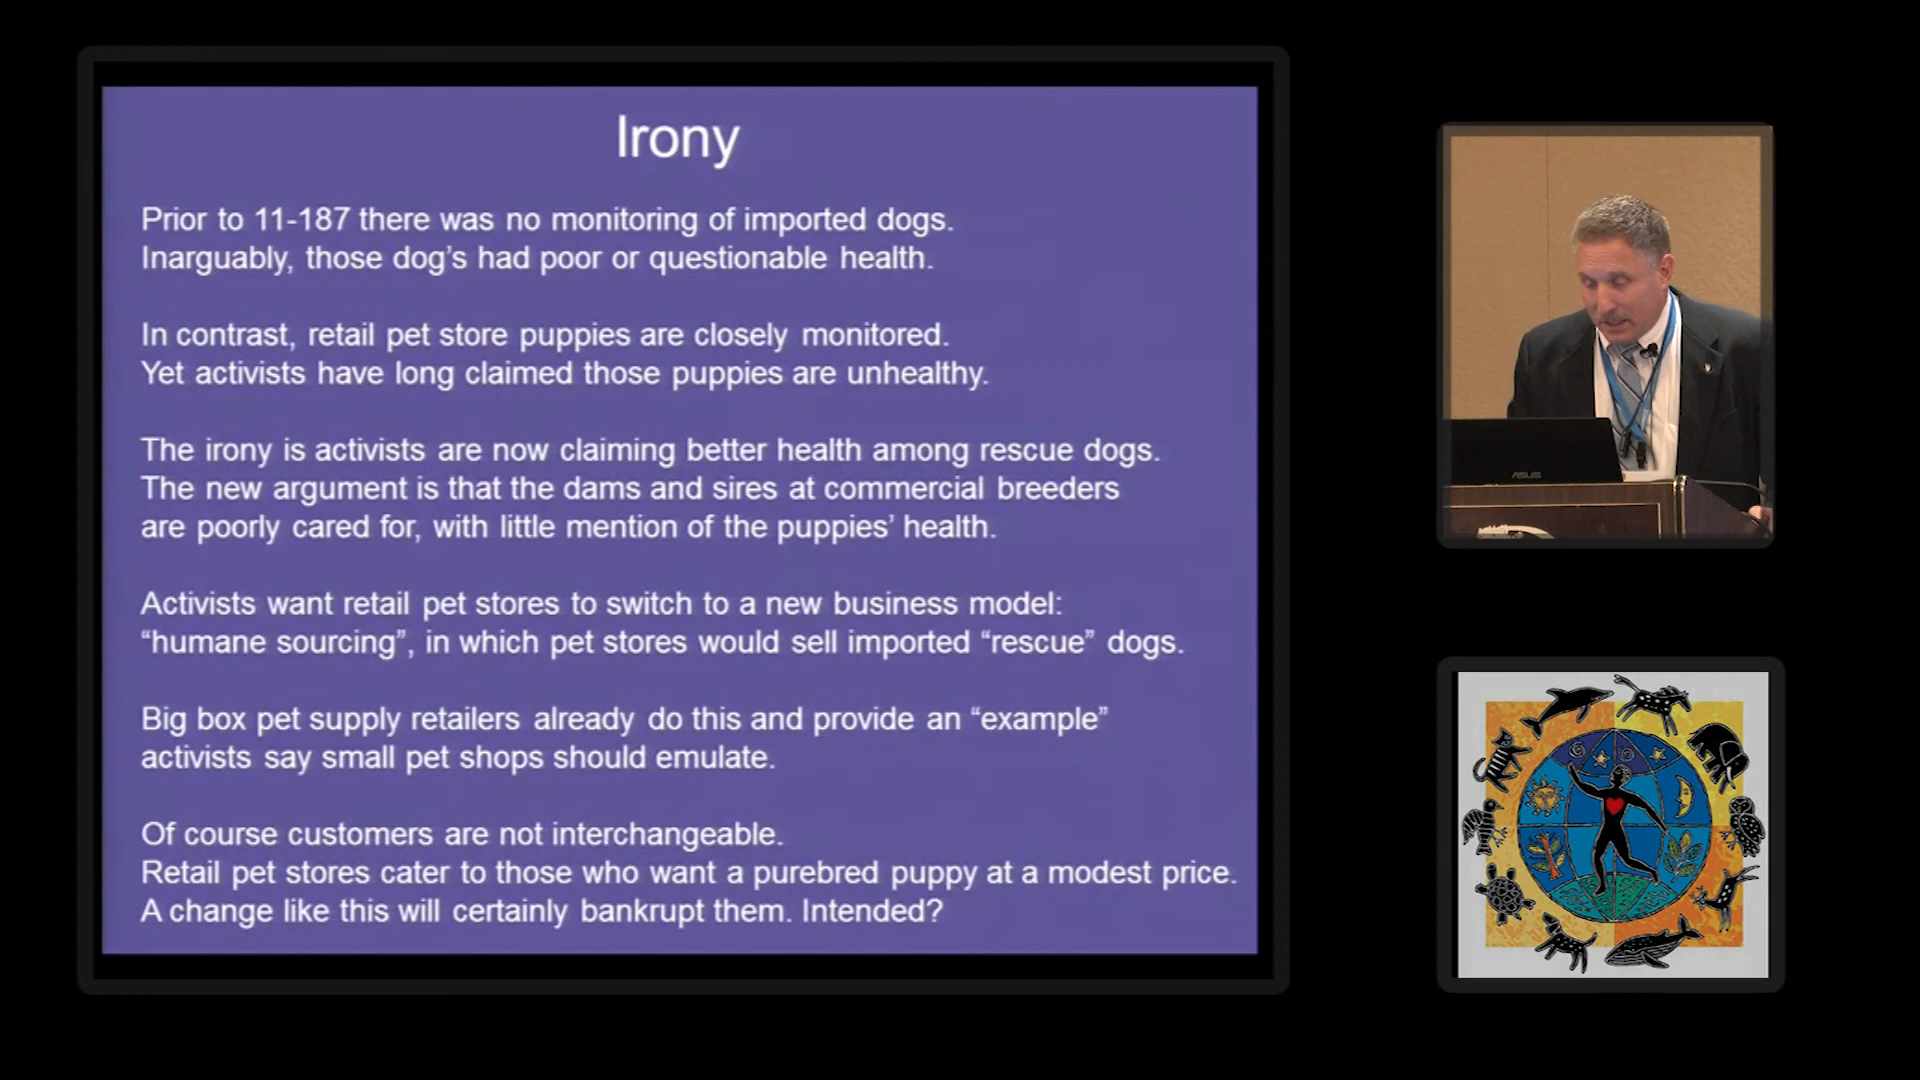 Irony
Prior to 11-187 there was no monitoring of imported dogs.
Inarguably, those dog’s had poor or questionable health.
In contrast, retail pet store puppies are closely monitored.
Yet activists have long claimed those puppies are unhealthy.
The irony is activists are now claiming better health among rescue dogs.
The new argument is that the dams and sires at commercial breeders
are poorly cared for, with little mention of the puppies’ health.
Activists want retail pet stores to switch to a new business model:
“humane sourcing”, in which pet stores would sell imported “rescue” dogs.
Big box pet supply retailers already do this and provide an “example”
activists say small pet shops should emulate.
Of course customers are not interchangeable.
Retail pet stores cater to those who want a purebred puppy at a modest price.
A change like this will certainly bankrupt them. Intended?
ASUS